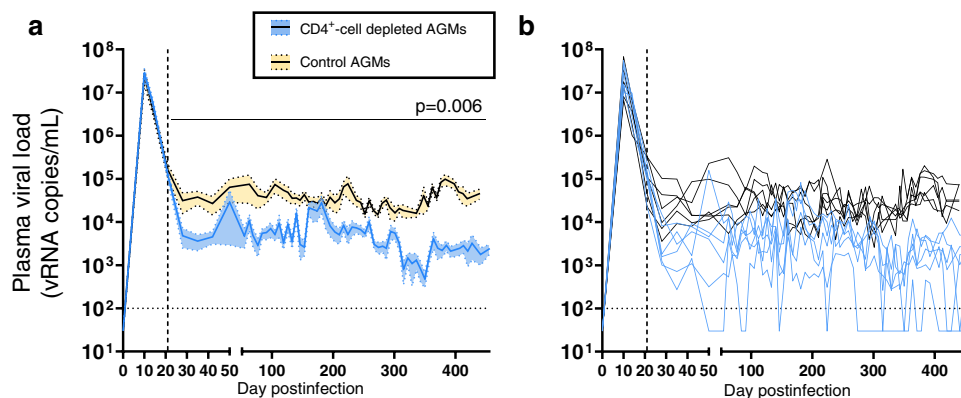 a
CD4⁺-cell depleted AGMs
Control AGMs
b
Plasma viral load
(vRNA copies/mL)
10⁸
10⁷
10⁶
10⁵
10⁴
10³
10²
10¹
p=0.006
0 10 20 30 40 50 100 200 300 400
Day postinfection
10⁸
10⁷
10⁶
10⁵
10⁴
10³
10²
10¹
0 10 20 30 40 50 100 200 300 400
Day postinfection